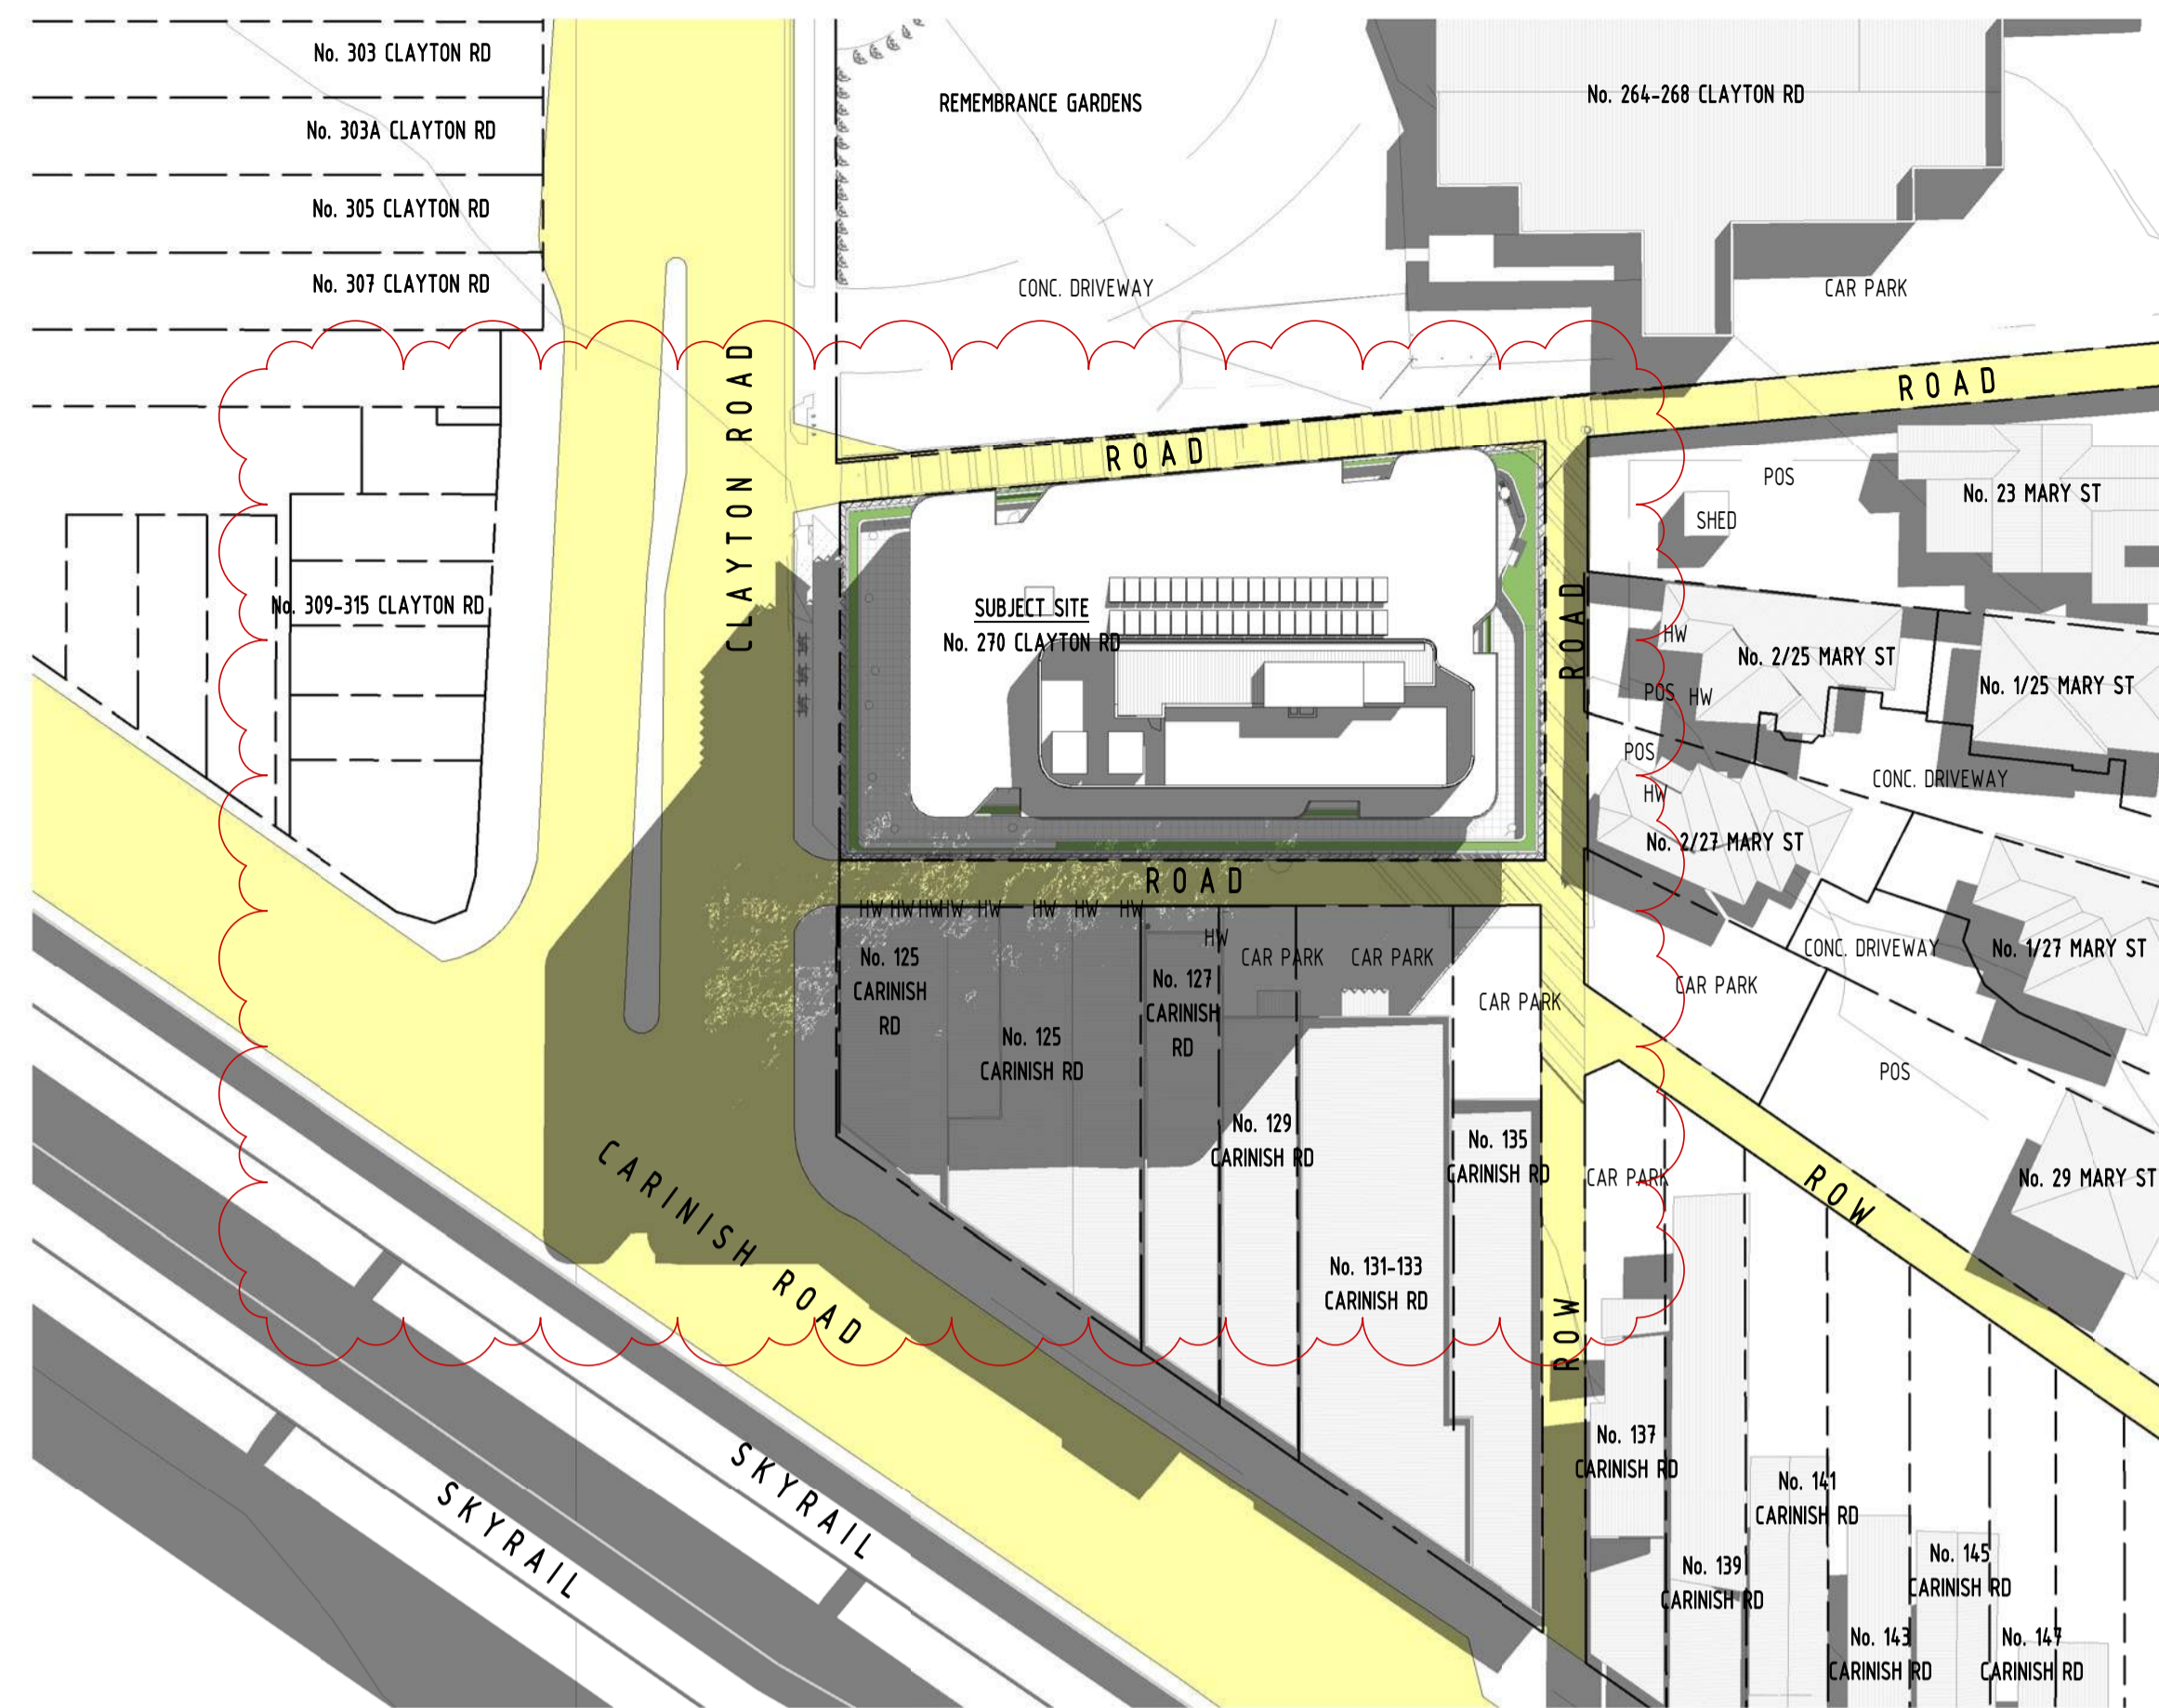 No. 303 CLAYTON RD
No. 303A CLAYTON RD
No. 305 CLAYTON RD
No. 307 CLAYTON RD
REMEMBRANCE GARDENS
No. 264-268 CLAYTON RD
CONC. DRIVEWAY
CAR PARK
CLAYTON ROAD
ROAD
ROAD
No. 309-315 CLAYTON RD
SUBJECT SITE
No. 270 CLAYTON RD
ROAD
POS
SHED
No. 23 MARY ST
HW
No. 2/25 MARY ST
POS
HW
No. 1/25 MARY ST
POS
HW
CONC. DRIVEWAY
No. 2/27 MARY ST
ROAD
HW
HW
HW
HW
HW
HW
HW
HW
HW
No. 125
CARINISH
RD
No. 125
CARINISH RD
No. 127
CARINISH
RD
CAR PARK
CAR PARK
CAR PARK
CAR PARK
CONC. DRIVEWAY
No. 1/27 MARY ST
POS
No. 129
CARINISH RD
No. 135
CARINISH RD
CAR PARK
ROW
No. 29 MARY ST
No. 131-133
CARINISH RD
CARINISH ROAD
ROW
SKYRAIL
SKYRAIL
No. 137
CARINISH RD
No. 139
CARINISH RD
No. 141
CARINISH RD
No. 143
CARINISH RD
No. 145
CARINISH RD
No. 147
CARINISH RD